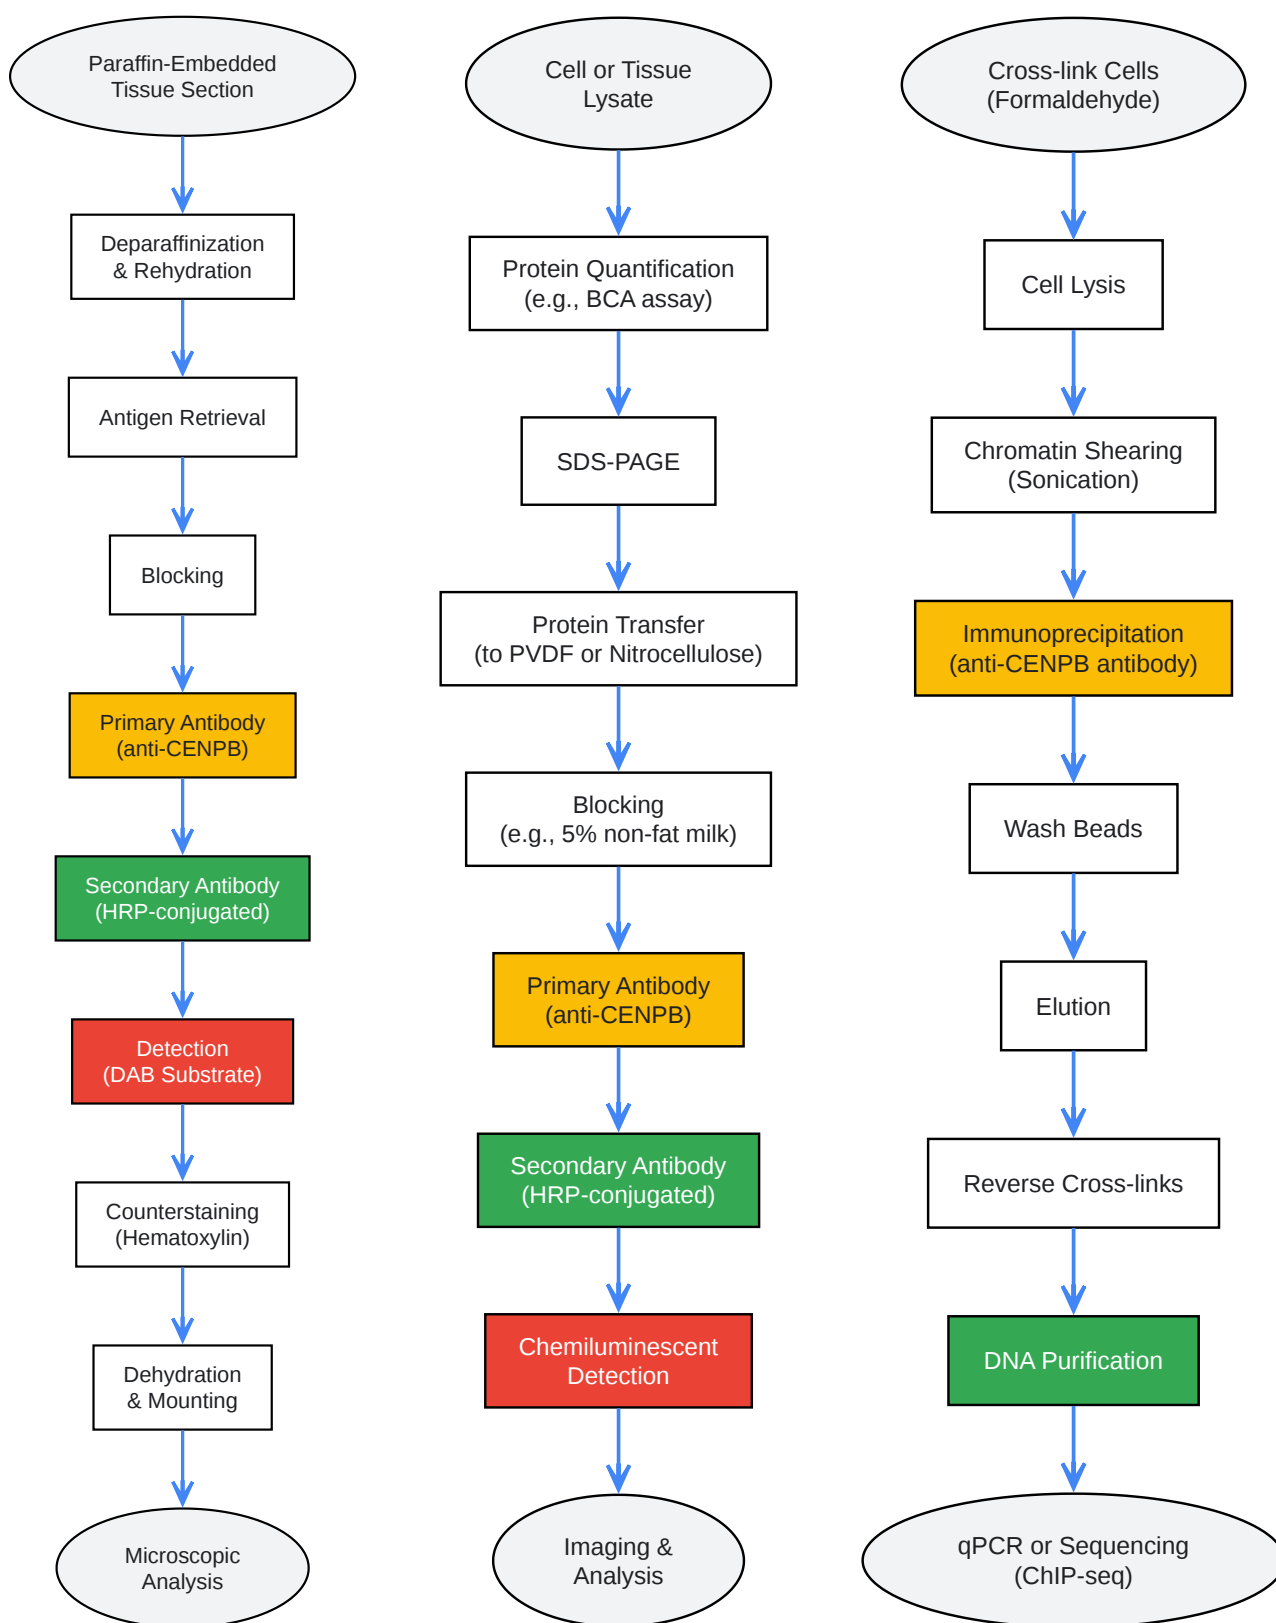 Paraffin-Embedded
Tissue Section
Deparaffinization
& Rehydration
Antigen Retrieval
Blocking
Primary Antibody
(anti-CENPB)
Secondary Antibody
(HRP-conjugated)
Detection
(DAB Substrate)
Counterstaining
(Hematoxylin)
Dehydration
& Mounting
Microscopic
Analysis
Cell or Tissue
Lysate
Protein Quantification
(e.g., BCA assay)
SDS-PAGE
Protein Transfer
(to PVDF or Nitrocellulose)
Blocking
(e.g., 5% non-fat milk)
Primary Antibody
(anti-CENPB)
Secondary Antibody
(HRP-conjugated)
Chemiluminescent
Detection
Imaging &
Analysis
Cross-link Cells
(Formaldehyde)
Cell Lysis
Chromatin Shearing
(Sonication)
Immunoprecipitation
(anti-CENPB antibody)
Wash Beads
Elution
Reverse Cross-links
DNA Purification
qPCR or Sequencing
(ChIP-seq)